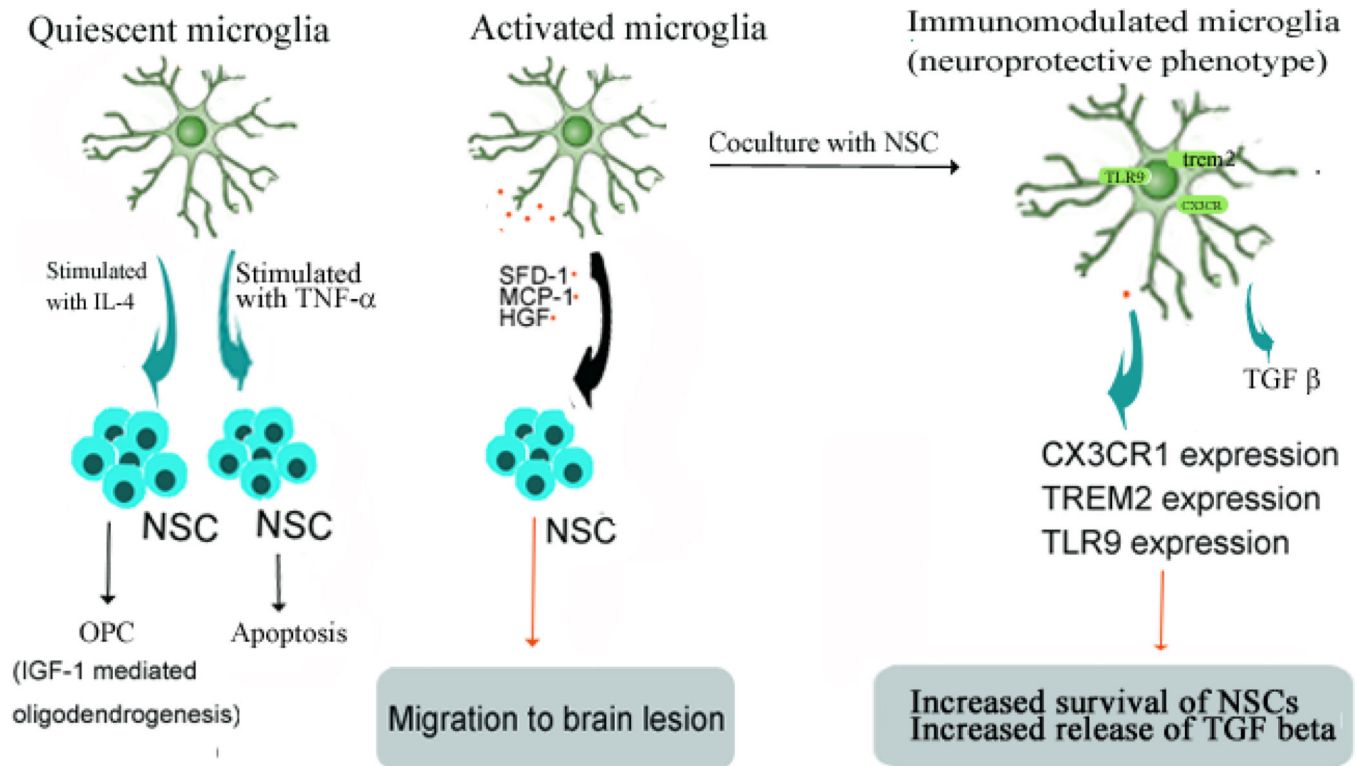 Quiescent microglia
Stimulated
with IL-4
Stimulated
with TNF-α
NSC
NSC
OPC
(IGF-1 mediated
oligodendrogenesis)
Apoptosis
Activated microglia
SFD-1
MCP-1
HGF
NSC
Migration to brain lesion
Coculture with NSC
Immunomodulated microglia
(neuroprotective phenotype)
trem2
TLR9
CX3CR
TGF β
CX3CR1 expression
TREM2 expression
TLR9 expression
Increased survival of NSCs
Increased release of TGF beta